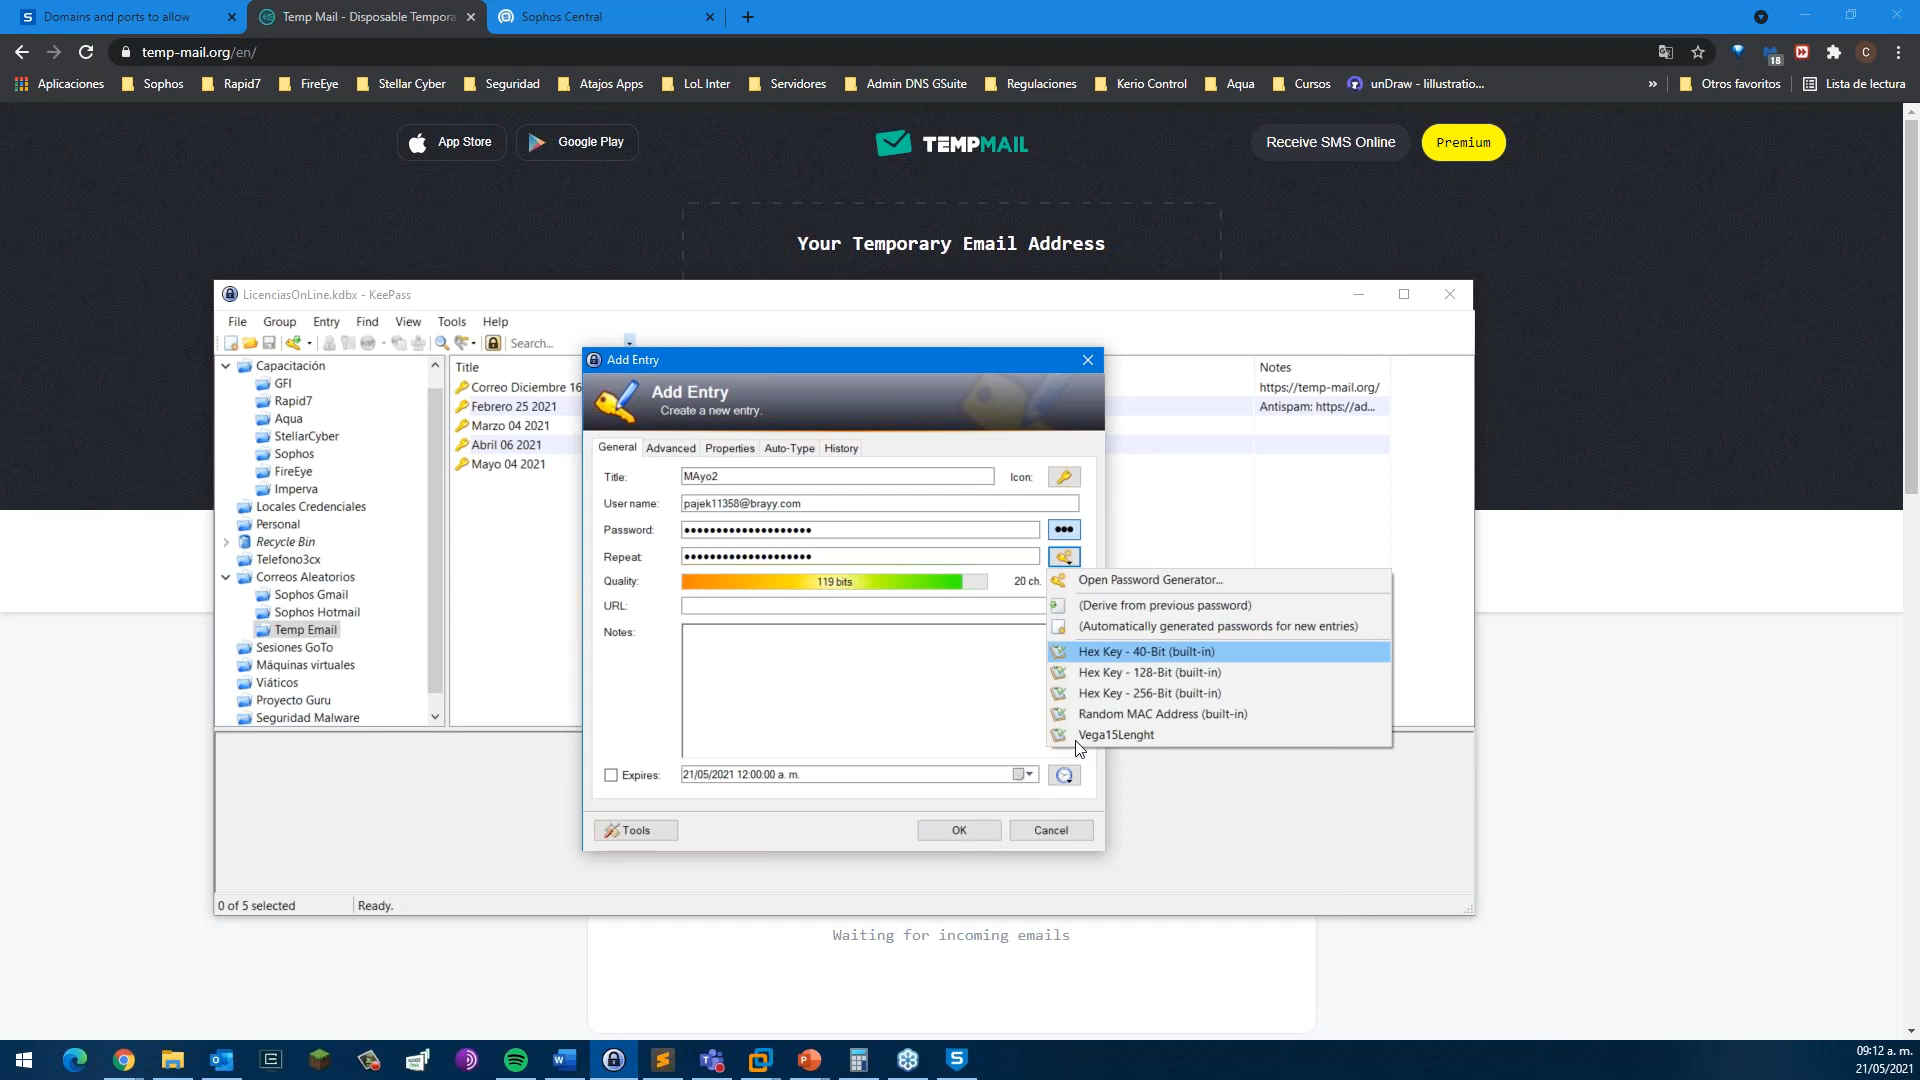 Domains and ports to allow
Temp Mail - Disposable Tempora
Sophos Central
temp-mail.org/en/
18
C
Aplicaciones
Sophos
Rapid7
FireEye
Stellar Cyber
Seguridad
Atajos Apps
LoL Inter
Servidores
Admin DNS GSuite
Regulaciones
Kerio Control
Aqua
Cursos
unDraw - Iillustratio...
»
Otros favoritos
Lista de lectura
App Store
Google Play
TEMPMAIL
Receive SMS Online
Premium
Your Temporary Email Address
LicenciasOnLine.kdbx - KeePass
File Group Entry Find View Tools Help
Search...
Capacitación
GFI
Rapid7
Aqua
StellarCyber
Sophos
FireEye
Imperva
Locales Credenciales
Personal
Recycle Bin
Telefono3cx
Correos Aleatorios
Sophos Gmail
Sophos Hotmail
Temp Email
Sesiones GoTo
Máquinas virtuales
Viáticos
Proyecto Guru
Seguridad Malware
Title
Correo Diciembre 16
Febrero 25 2021
Marzo 04 2021
Abril 06 2021
Mayo 04 2021
Notes
https://temp-mail.org/
Antispam: https://ad...
Add Entry
Add Entry
Create a new entry.
General Advanced Properties Auto-Type History
Title: MAyo2 Icon:
User name: pajek11358@brayy.com
Password: ••••••••••••••••••••
Repeat: ••••••••••••••••••••
Quality: 119 bits 20 ch.
URL:
Notes:
Expires: 21/05/2021 12:00:00 a. m.
Tools
OK
Cancel
Open Password Generator...
(Derive from previous password)
(Automatically generated passwords for new entries)
Hex Key - 40-Bit (built-in)
Hex Key - 128-Bit (built-in)
Hex Key - 256-Bit (built-in)
Random MAC Address (built-in)
Vega15Lenght
0 of 5 selected
Ready.
Waiting for incoming emails
09:12 a. m.
21/05/2021